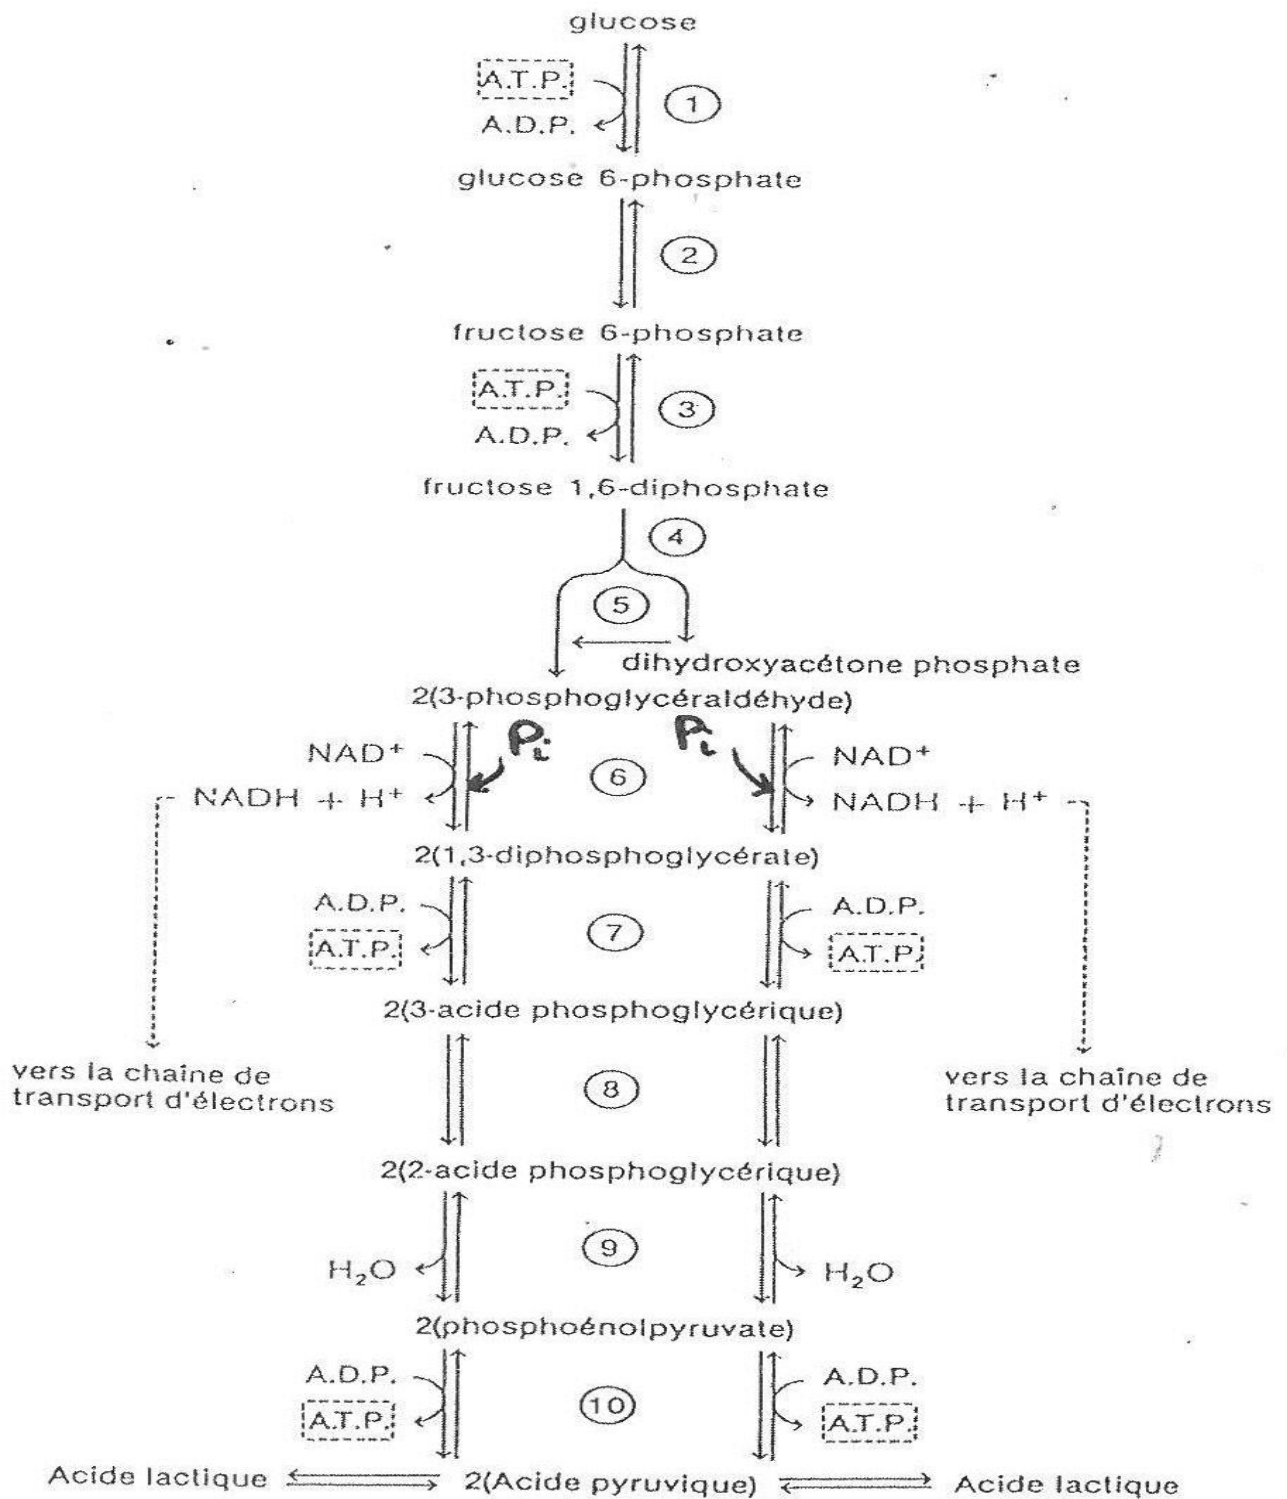 glucose
A.T.P.
1
A.D.P.
glucose 6-phosphate
2
fructose 6-phosphate
A.T.P.
3
A.D.P.
fructose 1,6-diphosphate
4
5
dihydroxyacétone phosphate
2(3-phosphoglycéraldéhyde)
Pi Pi
NAD⁺ NAD⁺
6
NADH + H⁺ NADH + H⁺
2(1,3-diphosphoglycérate)
A.D.P. A.D.P.
7
A.T.P. A.T.P.
2(3-acide phosphoglycérique)
vers la chaîne de
transport d'électrons
8
vers la chaîne de
transport d'électrons
2(2-acide phosphoglycérique)
9
H₂O H₂O
2(phosphoénolpyruvate)
A.D.P. A.D.P.
10
A.T.P. A.T.P.
Acide lactique 2(Acide pyruvique) Acide lactique